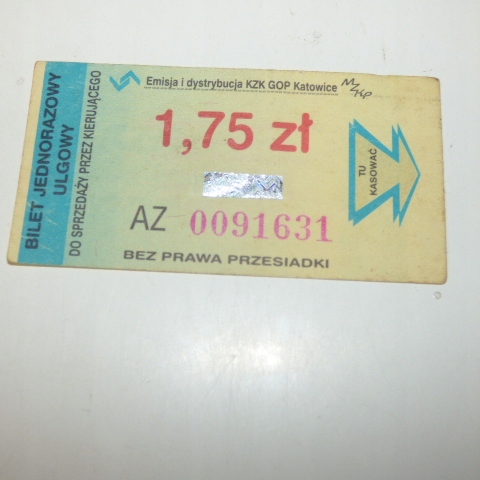 BILET JEDNORAZOWY
ULGOWY
DO SPRZEDAŻY PRZEZ KIERUJĄCEGO
Emisja i dystrybucja KZK GOP Katowice
1,75 zł
AZ 0091631
BEZ PRAWA PRZESIADKI
TU
KASOWAĆ